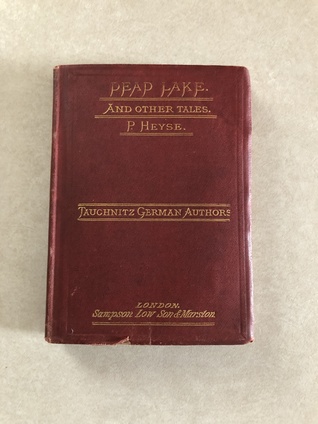 DEAD LAKE.
AND OTHER TALES.
P. HEYSE.
TAUCHNITZ GERMAN AUTHORS
LONDON.
Sampson Low Son & Marston.